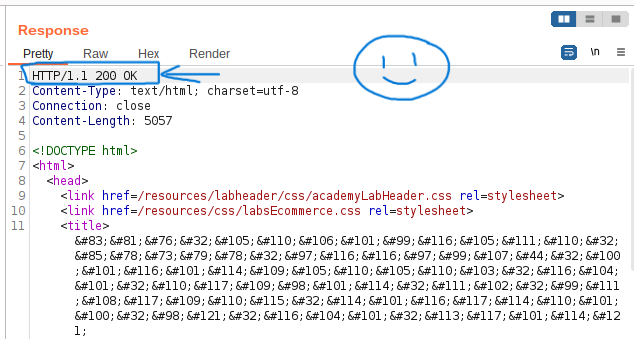 Response
Pretty Raw Hex Render \n
1 HTTP/1.1 200 OK
2 Content-Type: text/html; charset=utf-8
3 Connection: close
4 Content-Length: 5057
5
6 <!DOCTYPE html>
7 <html>
8 <head>
9 <link href=/resources/labheader/css/academyLabHeader.css rel=stylesheet>
10 <link href=/resources/css/labsEcommerce.css rel=stylesheet>
11 <title>
&#83;&#81;&#76;&#32;&#105;&#110;&#106;&#101;&#99;&#116;&#105;&#111;&#110;&#32;
&#85;&#78;&#73;&#79;&#78;&#32;&#97;&#116;&#116;&#97;&#99;&#107;&#44;&#32;&#100
;&#101;&#116;&#101;&#114;&#109;&#105;&#110;&#105;&#110;&#103;&#32;&#116;&#104;
&#101;&#32;&#110;&#117;&#109;&#98;&#101;&#114;&#32;&#111;&#102;&#32;&#99;&#111
;&#108;&#117;&#109;&#110;&#115;&#32;&#114;&#101;&#116;&#117;&#114;&#110;&#101;
&#100;&#32;&#98;&#121;&#32;&#116;&#104;&#101;&#32;&#113;&#117;&#101;&#114;&#12
1;